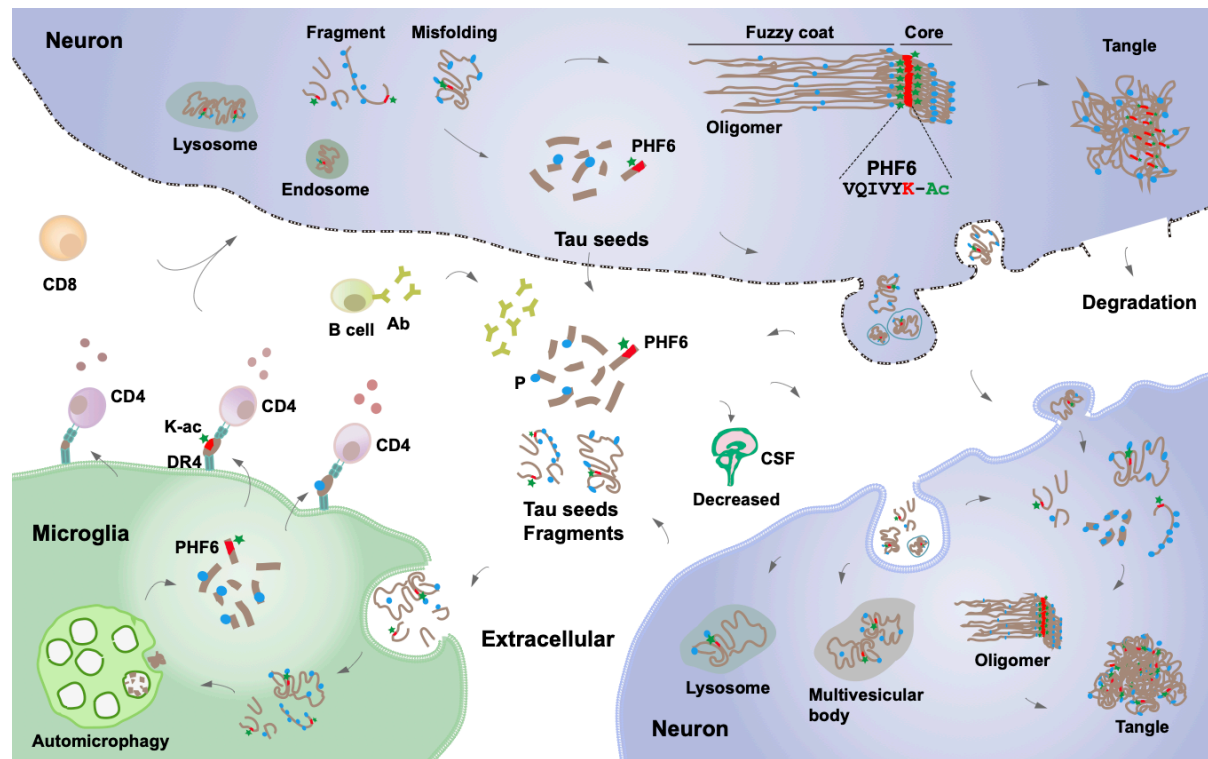 Neuron
Fragment
Misfolding
Fuzzy coat
Core
Tangle
Lysosome
Oligomer
PHF6
PHF6
VQIVYK-Ac
Endosome
Tau seeds
CD8
Degradation
B cell
Ab
PHF6
P
CD4
CD4
K-ac
CD4
DR4
CSF
Decreased
Tau seeds
Fragments
Microglia
PHF6
Extracellular
Oligomer
Lysosome
Multivesicular
body
Neuron
Tangle
Automicrophagy